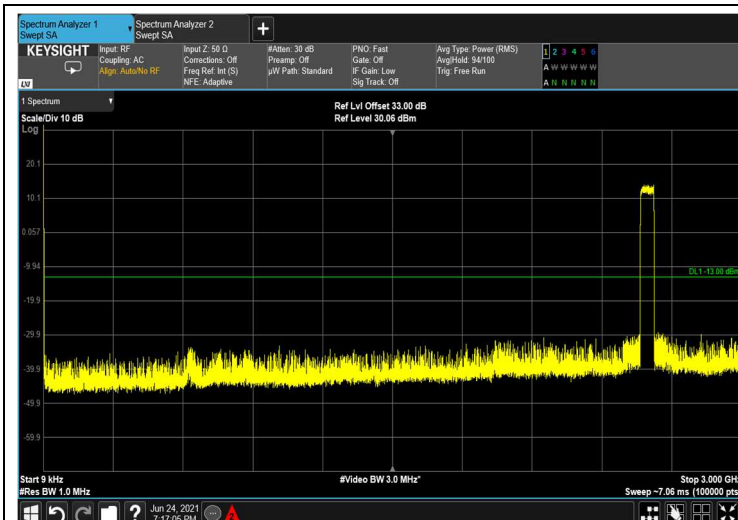 Spectrum Analyzer 1
Swept SA
Spectrum Analyzer 2
Swept SA
+
KEYSIGHT
LXI
Input: RF
Coupling: AC
Align: Auto/No RF
Input Z: 50 Ω
Corrections: Off
Freq Ref: Int (S)
NFE: Adaptive
#Atten: 30 dB
Preamp: Off
µW Path: Standard
PNO: Fast
Gate: Off
IF Gain: Low
Sig Track: Off
Avg Type: Power (RMS)
Avg|Hold: 94/100
Trig: Free Run
1 2 3 4 5 6
A W W W W W
A N N N N N
1 Spectrum
Scale/Div 10 dB
Log
Ref Lvl Offset 33.00 dB
Ref Level 30.06 dBm
20.1
10.1
0.057
-9.94
DL1 -13.00 dBm
-19.9
-29.9
-39.9
-49.9
-59.9
Start 9 kHz
#Res BW 1.0 MHz
#Video BW 3.0 MHz*
Stop 3.000 GH
Sweep ~7.06 ms (100000 pts
?
Jun 24, 2021
7:17:05 PM